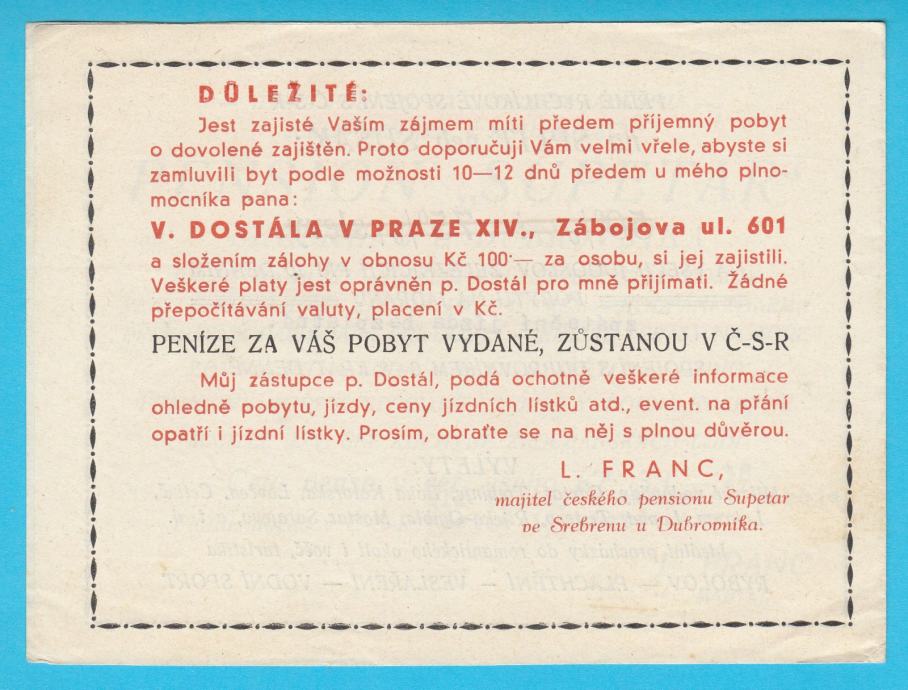 DŮLEŽITÉ:
Jest zajisté Vaším zájmem míti předem příjemný pobyt
o dovolené zajištěn. Proto doporučuji Vám velmi vřele, abyste si
zamluvili byt podle možnosti 10—12 dnů předem u mého plno-
mocníka pana:
V. DOSTÁLA V PRAZE XIV., Zábojova ul. 601
a složením zálohy v obnosu Kč 100·— za osobu, si jej zajistili.
Veškeré platy jest oprávněn p. Dostál pro mně přijímati. Žádné
přepočítávání valuty, placení v Kč.
PENÍZE ZA VÁŠ POBYT VYDANÉ, ZŮSTANOU V Č-S-R
Můj zástupce p. Dostál, podá ochotně veškeré informace
ohledně pobytu, jízdy, ceny jízdních lístků atd., event. na přání
opatří i jízdní lístky. Prosím, obraťte se na něj s plnou důvěrou.
L. FRANC,
majitel českého pensionu Supetar
ve Srebrenu u Dubrovníka.